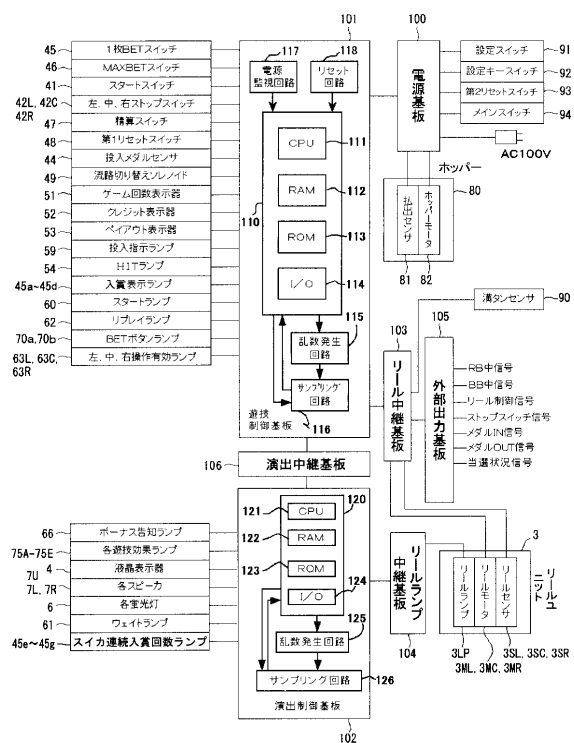 101
100
45 1枚BETスイッチ
46 MAXBETスイッチ
41 スタートスイッチ
42L, 42C
42R
左、中、右ストップスイッチ
47 精算スイッチ
48 第1リセットスイッチ
44 投入メダルセンサ
49 流路切り替えソレノイド
51 ゲーム回数表示器
52 クレジット表示器
53 ペイアウト表示器
59 投入指示ランプ
54 HITランプ
45a~45d 入賞表示ランプ
60 スタートランプ
62 リプレイランプ
70a,70b BETボタンランプ
63L, 63C,
63R
左、中、右操作有効ランプ
117
118
電源
監視回路
リセット
回路
110
CPU 111
RAM 112
ROM 113
I/O 114
115
乱数発生
回路
サンプリング
回路
116
遊技
制御基板
電源基板
設定スイッチ 91
設定キースイッチ 92
第2リセットスイッチ 93
メインスイッチ 94
AC100V
ホッパー
80
払出センサ
ホッパーモータ
81
82
満タンセンサ 90
103
105
リール中継基板
外部出力基板
RB中信号
BB中信号
リール制御信号
ストップスイッチ信号
メダルIN信号
メダルOUT信号
当選状況信号
106 演出中継基板
66 ボーナス告知ランプ
75A-75E 各遊技効果ランプ
4 液晶表示器
7U
7L, 7R
各スピーカ
6 各蛍光灯
61 ウェイトランプ
45e~45g スイカ連続入賞回数ランプ
120
121 CPU
122 RAM
123 ROM
I/O 124
125
乱数発生回路
サンプリング回路 126
演出制御基板
102
リールランプ
中継基板
104
3
リールランプ
リールモータ
リールセンサ
リールユニット
3LP
3ML, 3MC, 3MR
3SL, 3SC, 3SR